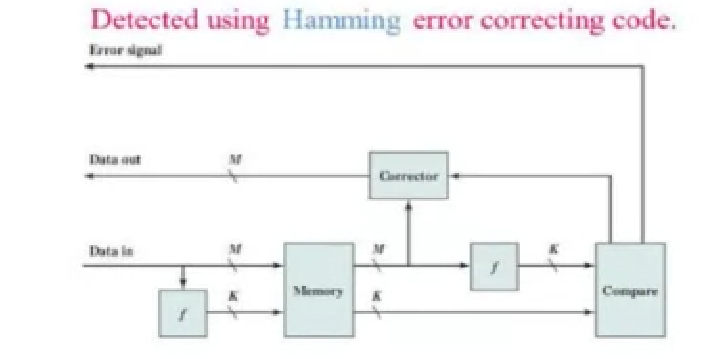 Detected using Hamming error correcting code.
Error signal
Data out
M
Corrector
Data in
M
M
K
f
Memory
Compare
K
K
f